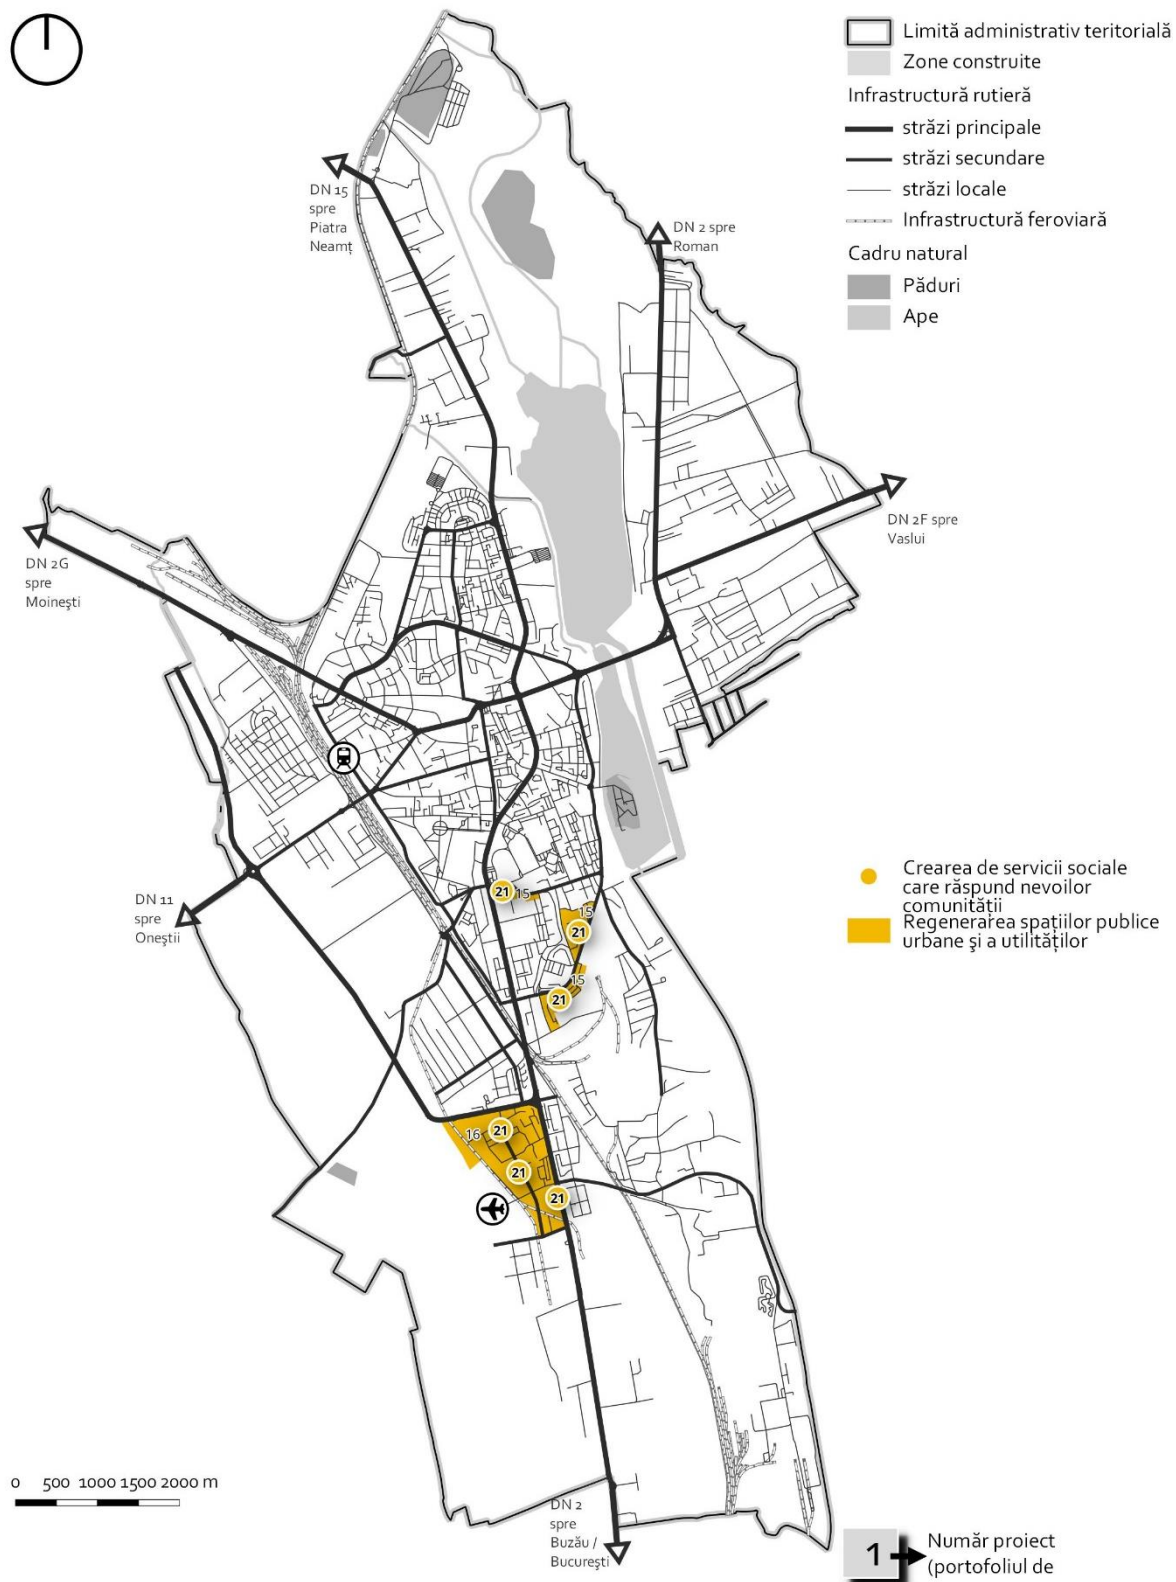 Limită administrativ teritorială
Zone construite
Infrastructură rutieră
străzi principale
străzi secundare
străzi locale
Infrastructură feroviară
Cadru natural
Păduri
Ape
DN 15
spre
Piatra
Neamț
DN 2 spre
Roman
DN 2F spre
Vaslui
DN 2G
spre
Moinești
DN 11
spre
Oneștii
21
15
15
21
15
21
16
21
21
21
Crearea de servicii sociale
care răspund nevoilor
comunității
Regenerarea spațiilor publice
urbane și a utilităților
0 500 1000 1500 2000 m
DN 2
spre
Buzău /
București
1
Număr proiect
(portofoliul de